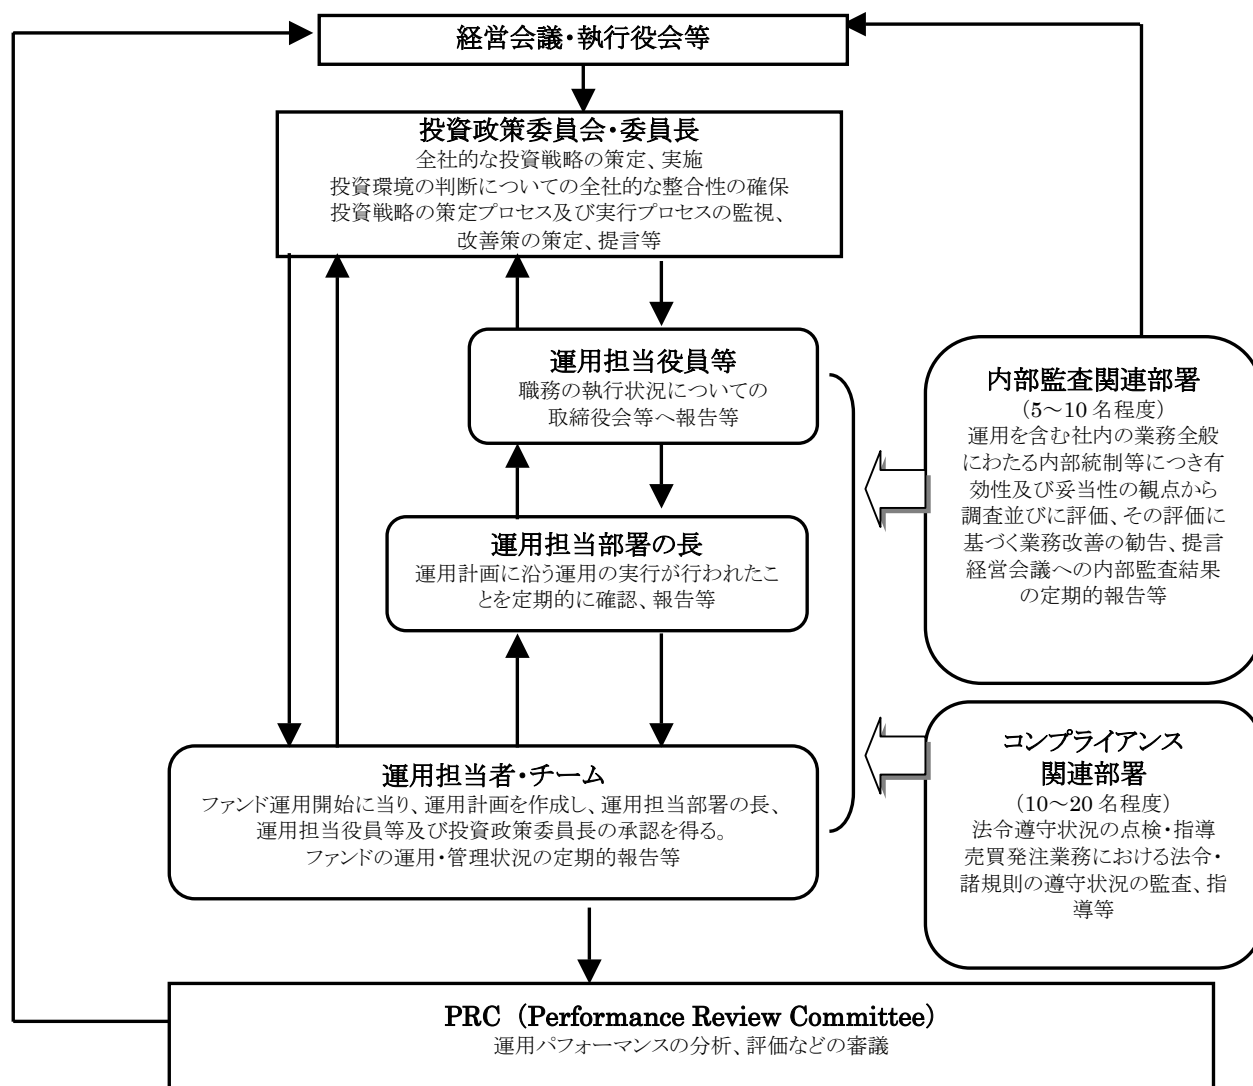 経営会議・執行役会等
投資政策委員会・委員長
全社的な投資戦略の策定、実施
投資環境の判断についての全社的な整合性の確保
投資戦略の策定プロセス及び実行プロセスの監視、
改善策の策定、提言等
運用担当役員等
職務の執行状況についての
取締役会等へ報告等
運用担当部署の長
運用計画に沿う運用の実行が行われたこ
とを定期的に確認、報告等
運用担当者・チーム
ファンド運用開始に当り、運用計画を作成し、運用担当部署の長、
運用担当役員等及び投資政策委員長の承認を得る。
ファンドの運用・管理状況の定期的報告等
内部監査関連部署
（5～10 名程度）
運用を含む社内の業務全般
にわたる内部統制等につき有
効性及び妥当性の観点から
調査並びに評価、その評価に
基づく業務改善の勧告、提言
経営会議への内部監査結果
の定期的報告等
コンプライアンス
関連部署
（10～20 名程度）
法令遵守状況の点検・指導
売買発注業務における法令・
諸規則の遵守状況の監査、指
導等
PRC（Performance Review Committee）
運用パフォーマンスの分析、評価などの審議